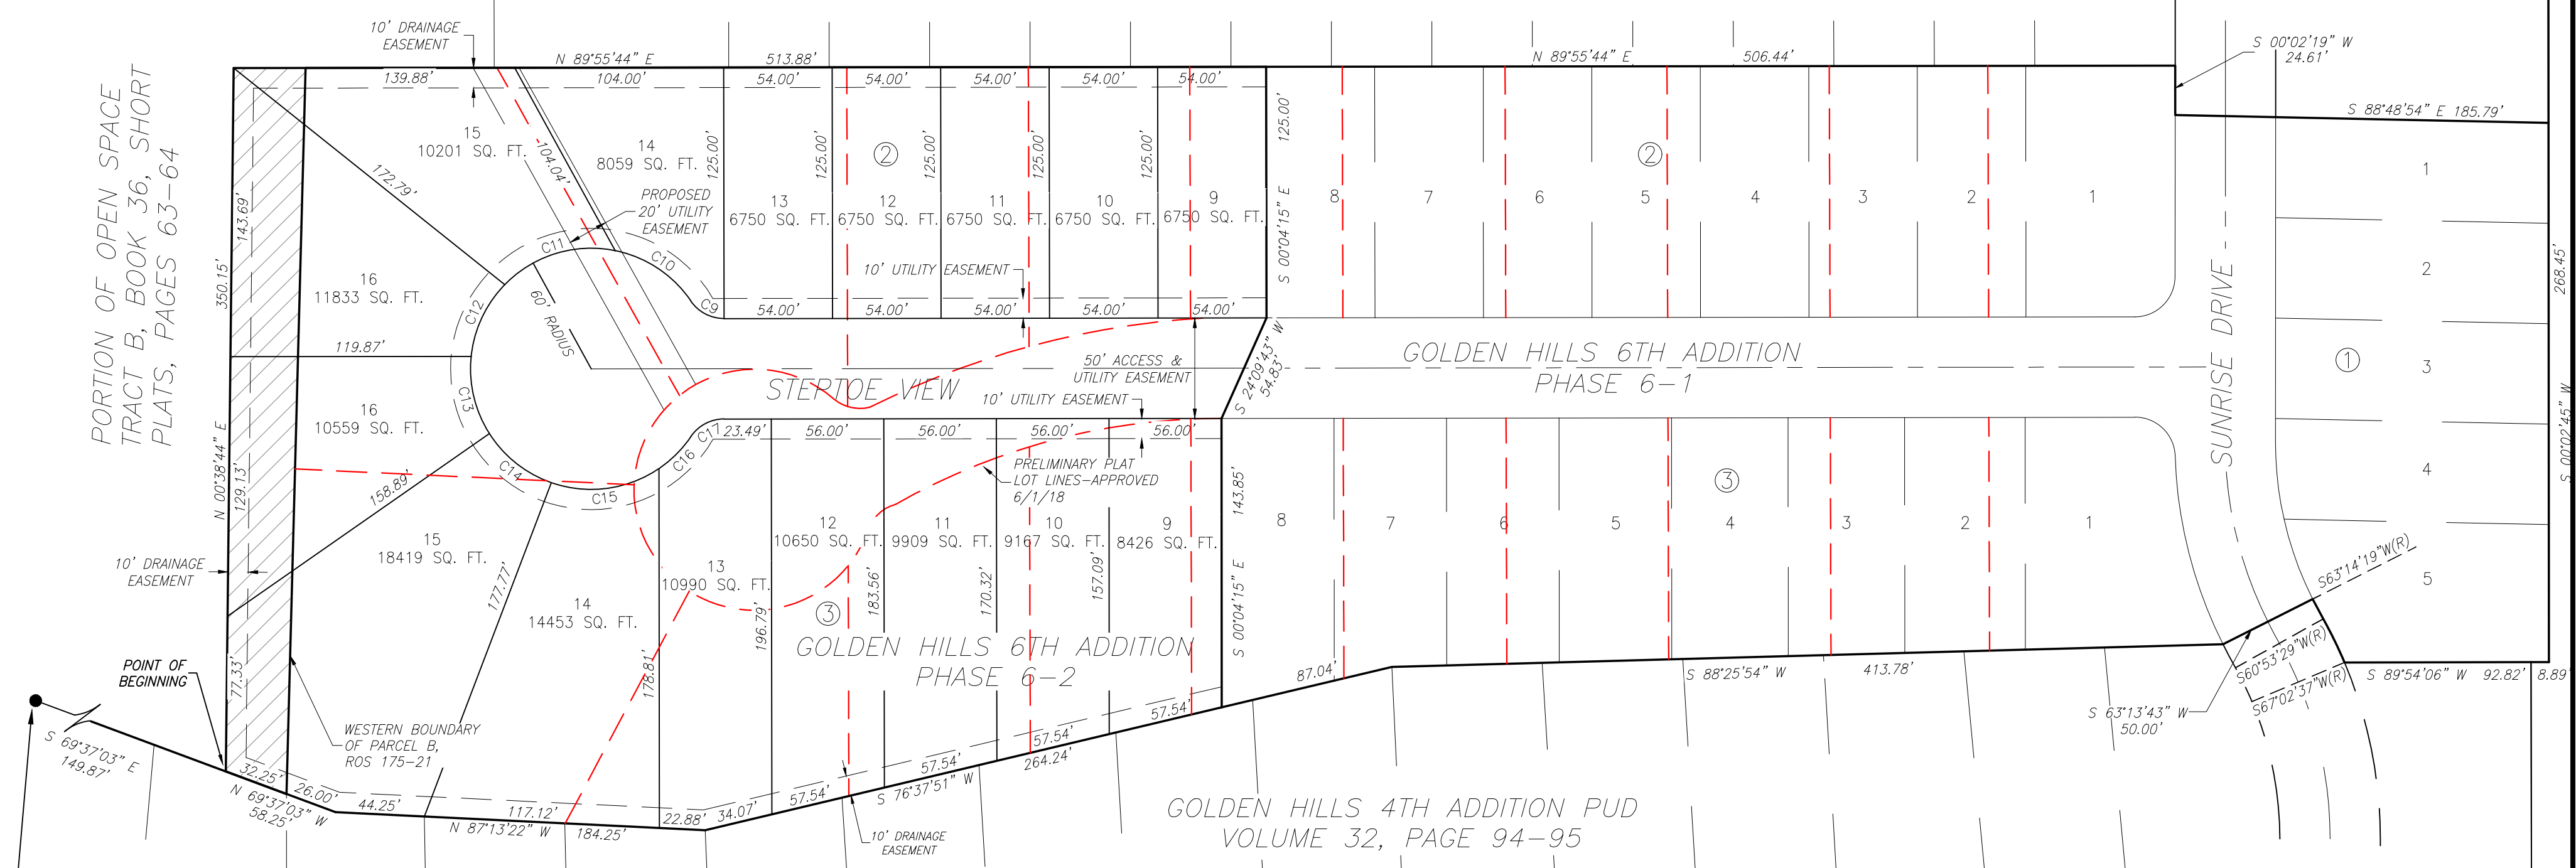 10' DRAINAGE
EASEMENT
N 89°55'44" E
513.88'
139.88'
104.00'
54.00'
54.00'
54.00'
54.00'
54.00'
N 89°55'44" E
506.44'
S 00°02'19" W
24.61'
S 88°48'54" E 185.79'
PORTION OF OPEN SPACE
TRACT B, BOOK 36, SHORT
PLATS, PAGES 63-64
15
10201 SQ. FT.
14
8059 SQ. FT.
104.04'
172.79'
143.69'
350.15'
PROPOSED
20' UTILITY
EASEMENT
125.00'
125.00'
125.00'
125.00'
125.00'
125.00'
S 00°04'15" E
2
13
6750 SQ. FT.
12
6750 SQ. FT.
11
6750 SQ. FT.
10
6750 SQ. FT.
9
6750 SQ. FT.
2
8
7
6
5
4
3
2
1
1
2
3
4
5
1
268.45'
S 00°02'45" W
SUNRISE DRIVE
16
11833 SQ. FT.
C11
C10
C9
C12
C13
C14
C15
C16
C17
60' RADIUS
10' UTILITY EASEMENT
54.00'
54.00'
54.00'
54.00'
54.00'
119.87'
STEPTOE VIEW
50' ACCESS &
UTILITY EASEMENT
S 24°09'43" W
54.83'
GOLDEN HILLS 6TH ADDITION
PHASE 6-1
10' UTILITY EASEMENT
16
10559 SQ. FT.
N 00°38'44" E
129.13'
158.89'
23.49'
56.00'
56.00'
56.00'
56.00'
PRELIMINARY PLAT
LOT LINES-APPROVED
6/1/18
143.85'
S 00°04'15" E
3
8
7
6
5
4
3
2
1
15
18419 SQ. FT.
10' DRAINAGE
EASEMENT
14
14453 SQ. FT.
177.77'
178.81'
13
10990 SQ. FT.
12
10650 SQ. FT.
11
9909 SQ. FT.
10
9167 SQ. FT.
9
8426 SQ. FT.
196.79'
183.56'
170.32'
157.09'
3
GOLDEN HILLS 6TH ADDITION
PHASE 6-2
S63°14'19"W(R)
S60°53'29"W(R)
S67°02'37"W(R)
S 63°13'43" W
50.00'
S 89°54'06" W
92.82'
8.89'
87.04'
S 88°25'54" W
413.78'
POINT OF
BEGINNING
77.33'
WESTERN BOUNDARY
OF PARCEL B,
ROS 175-21
S 69°37'03" E
149.87'
32.25'
26.00'
N 69°37'03" W
58.25'
44.25'
117.12'
N 87°13'22" W
184.25'
22.88'
34.07'
57.54'
57.54'
57.54'
57.54'
S 76°37'51" W
264.24'
10' DRAINAGE
EASEMENT
GOLDEN HILLS 4TH ADDITION PUD
VOLUME 32, PAGE 94-95